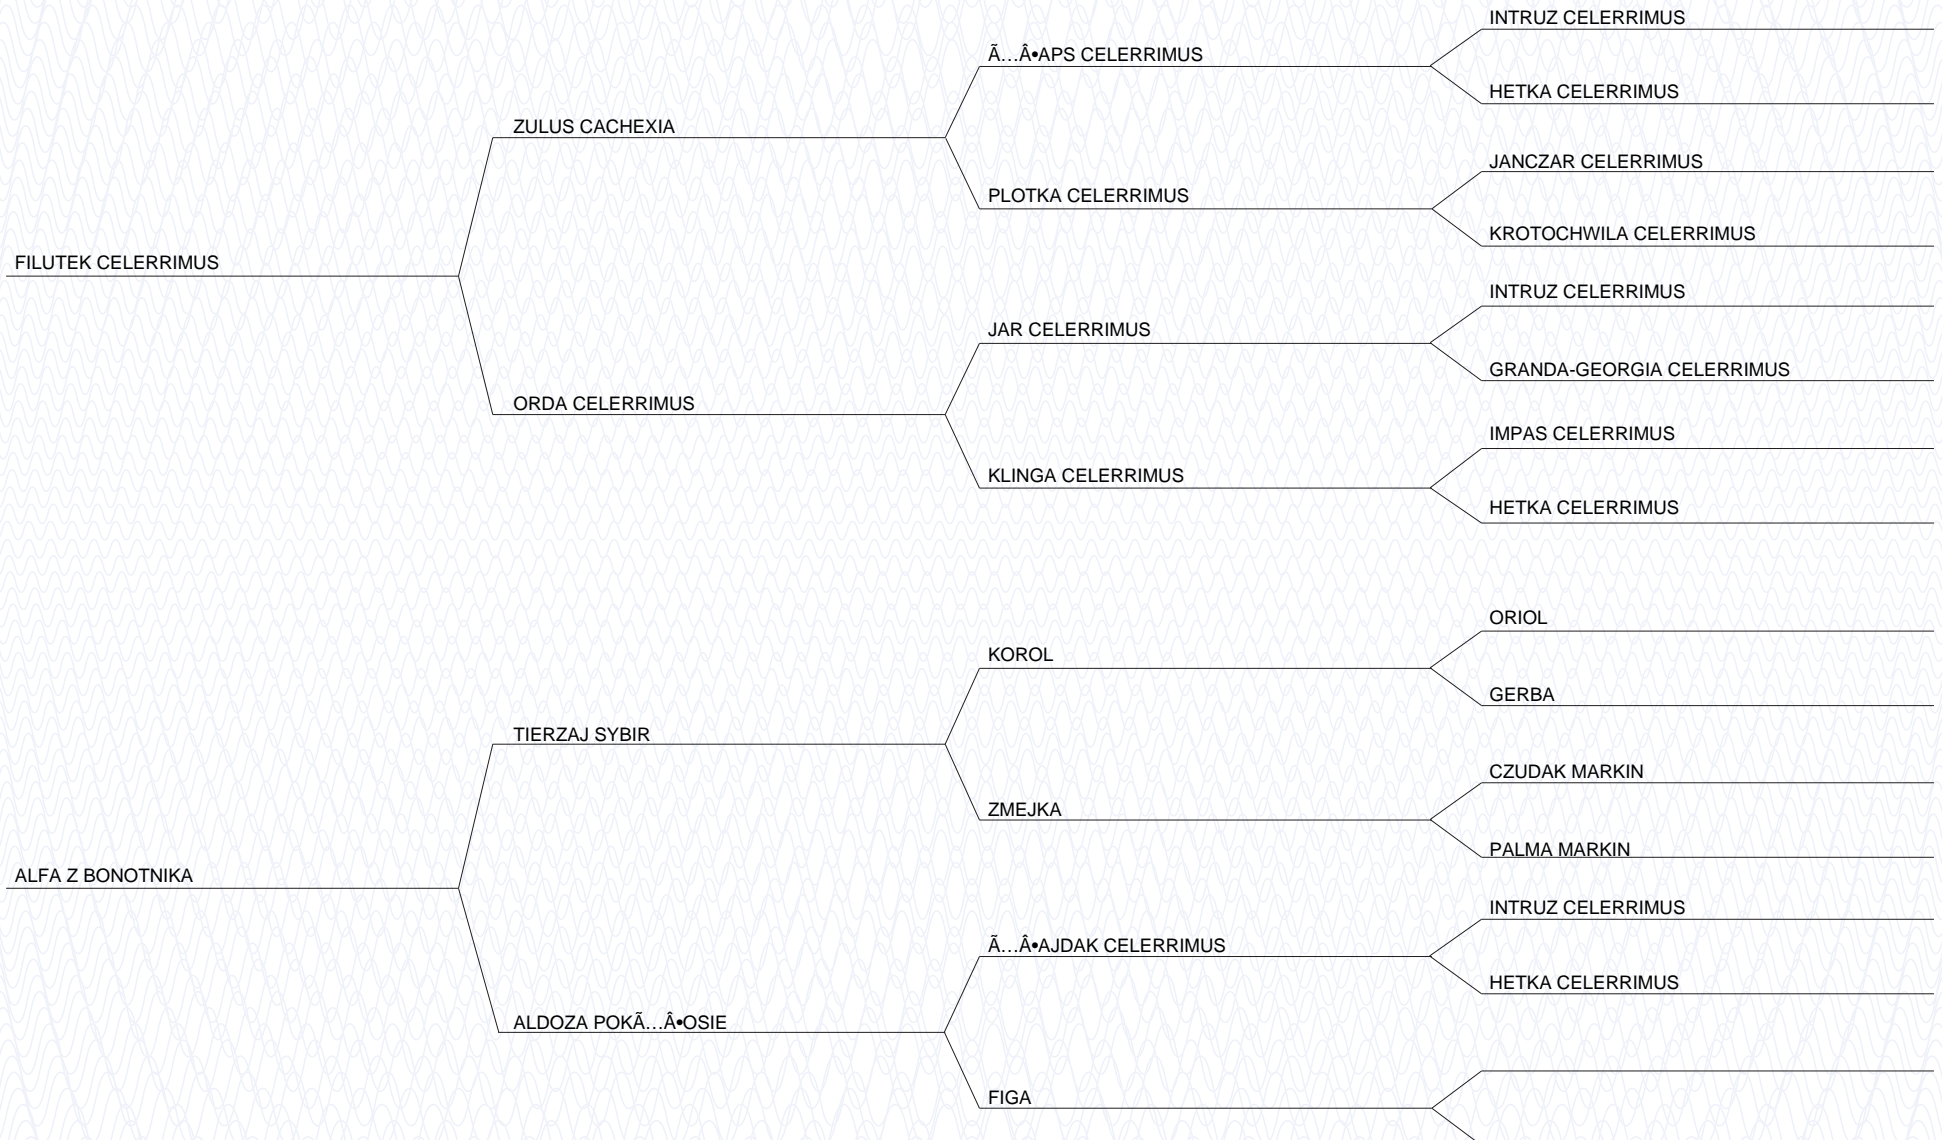 INTRUZ CELERRIMUS
Ã…Â•APS CELERRIMUS
HETKA CELERRIMUS
ZULUS CACHEXIA
JANCZAR CELERRIMUS
PLOTKA CELERRIMUS
KROTOCHWILA CELERRIMUS
FILUTEK CELERRIMUS
INTRUZ CELERRIMUS
JAR CELERRIMUS
GRANDA-GEORGIA CELERRIMUS
ORDA CELERRIMUS
IMPAS CELERRIMUS
KLINGA CELERRIMUS
HETKA CELERRIMUS
ORIOL
KOROL
GERBA
TIERZAJ SYBIR
CZUDAK MARKIN
ZMEJKA
PALMA MARKIN
ALFA Z BONOTNIKA
INTRUZ CELERRIMUS
Ã…Â•AJDAK CELERRIMUS
HETKA CELERRIMUS
ALDOZA POKÃ…Â•OSIE
FIGA